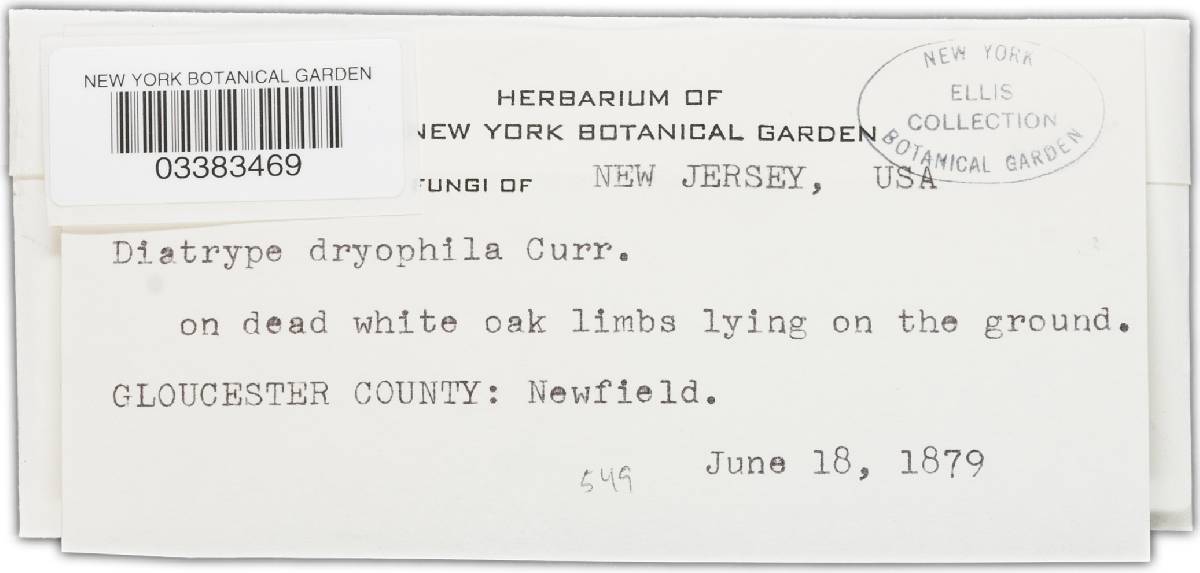 NEW YORK BOTANICAL GARDEN
03383469
HERBARIUM OF
NEW YORK BOTANICAL GARDEN
FUNGI OF NEW JERSEY, USA
NEW YORK
ELLIS
COLLECTION
BOTANICAL GARDEN
Diatrype dryophila Curr.
on dead white oak limbs lying on the ground.
GLOUCESTER COUNTY: Newfield.
June 18, 1879
549